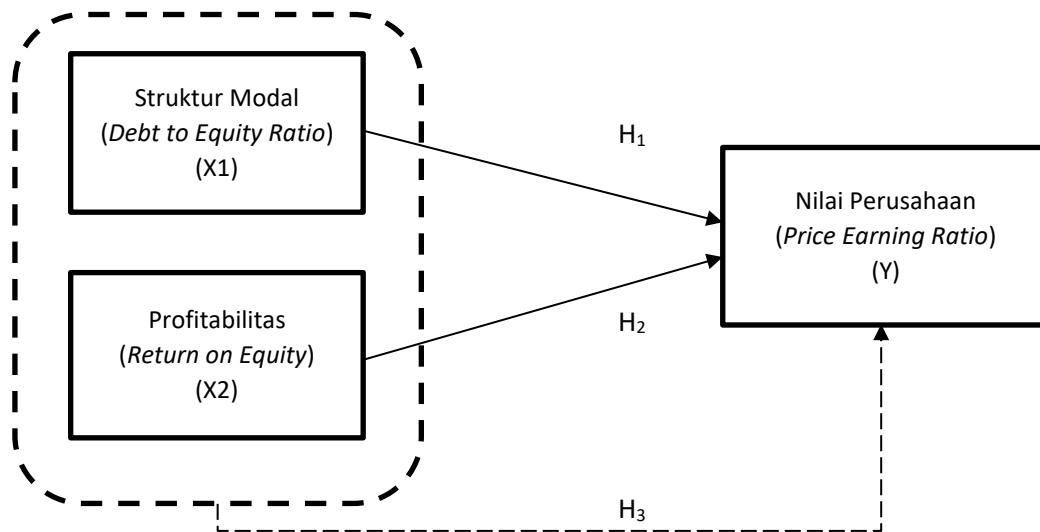 Struktur Modal
(Debt to Equity Ratio)
(X1)
H₁
Nilai Perusahaan
(Price Earning Ratio)
(Y)
Profitabilitas
(Return on Equity)
(X2)
H₂
H₃